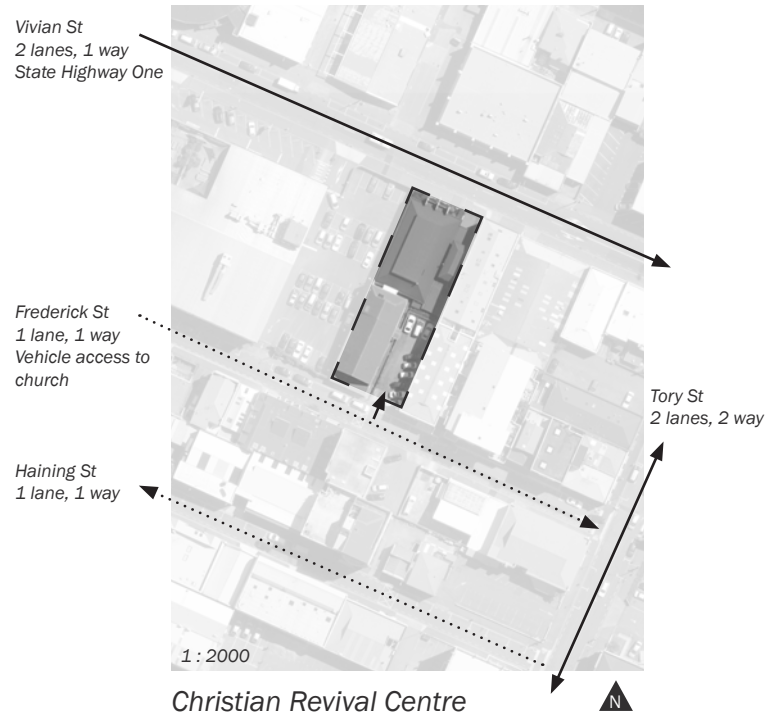 Vivian St
2 lanes, 1 way
State Highway One
Frederick St
1 lane, 1 way
Vehicle access to
church
Tory St
2 lanes, 2 way
Haining St
1 lane, 1 way
1 : 2000
Christian Revival Centre
N